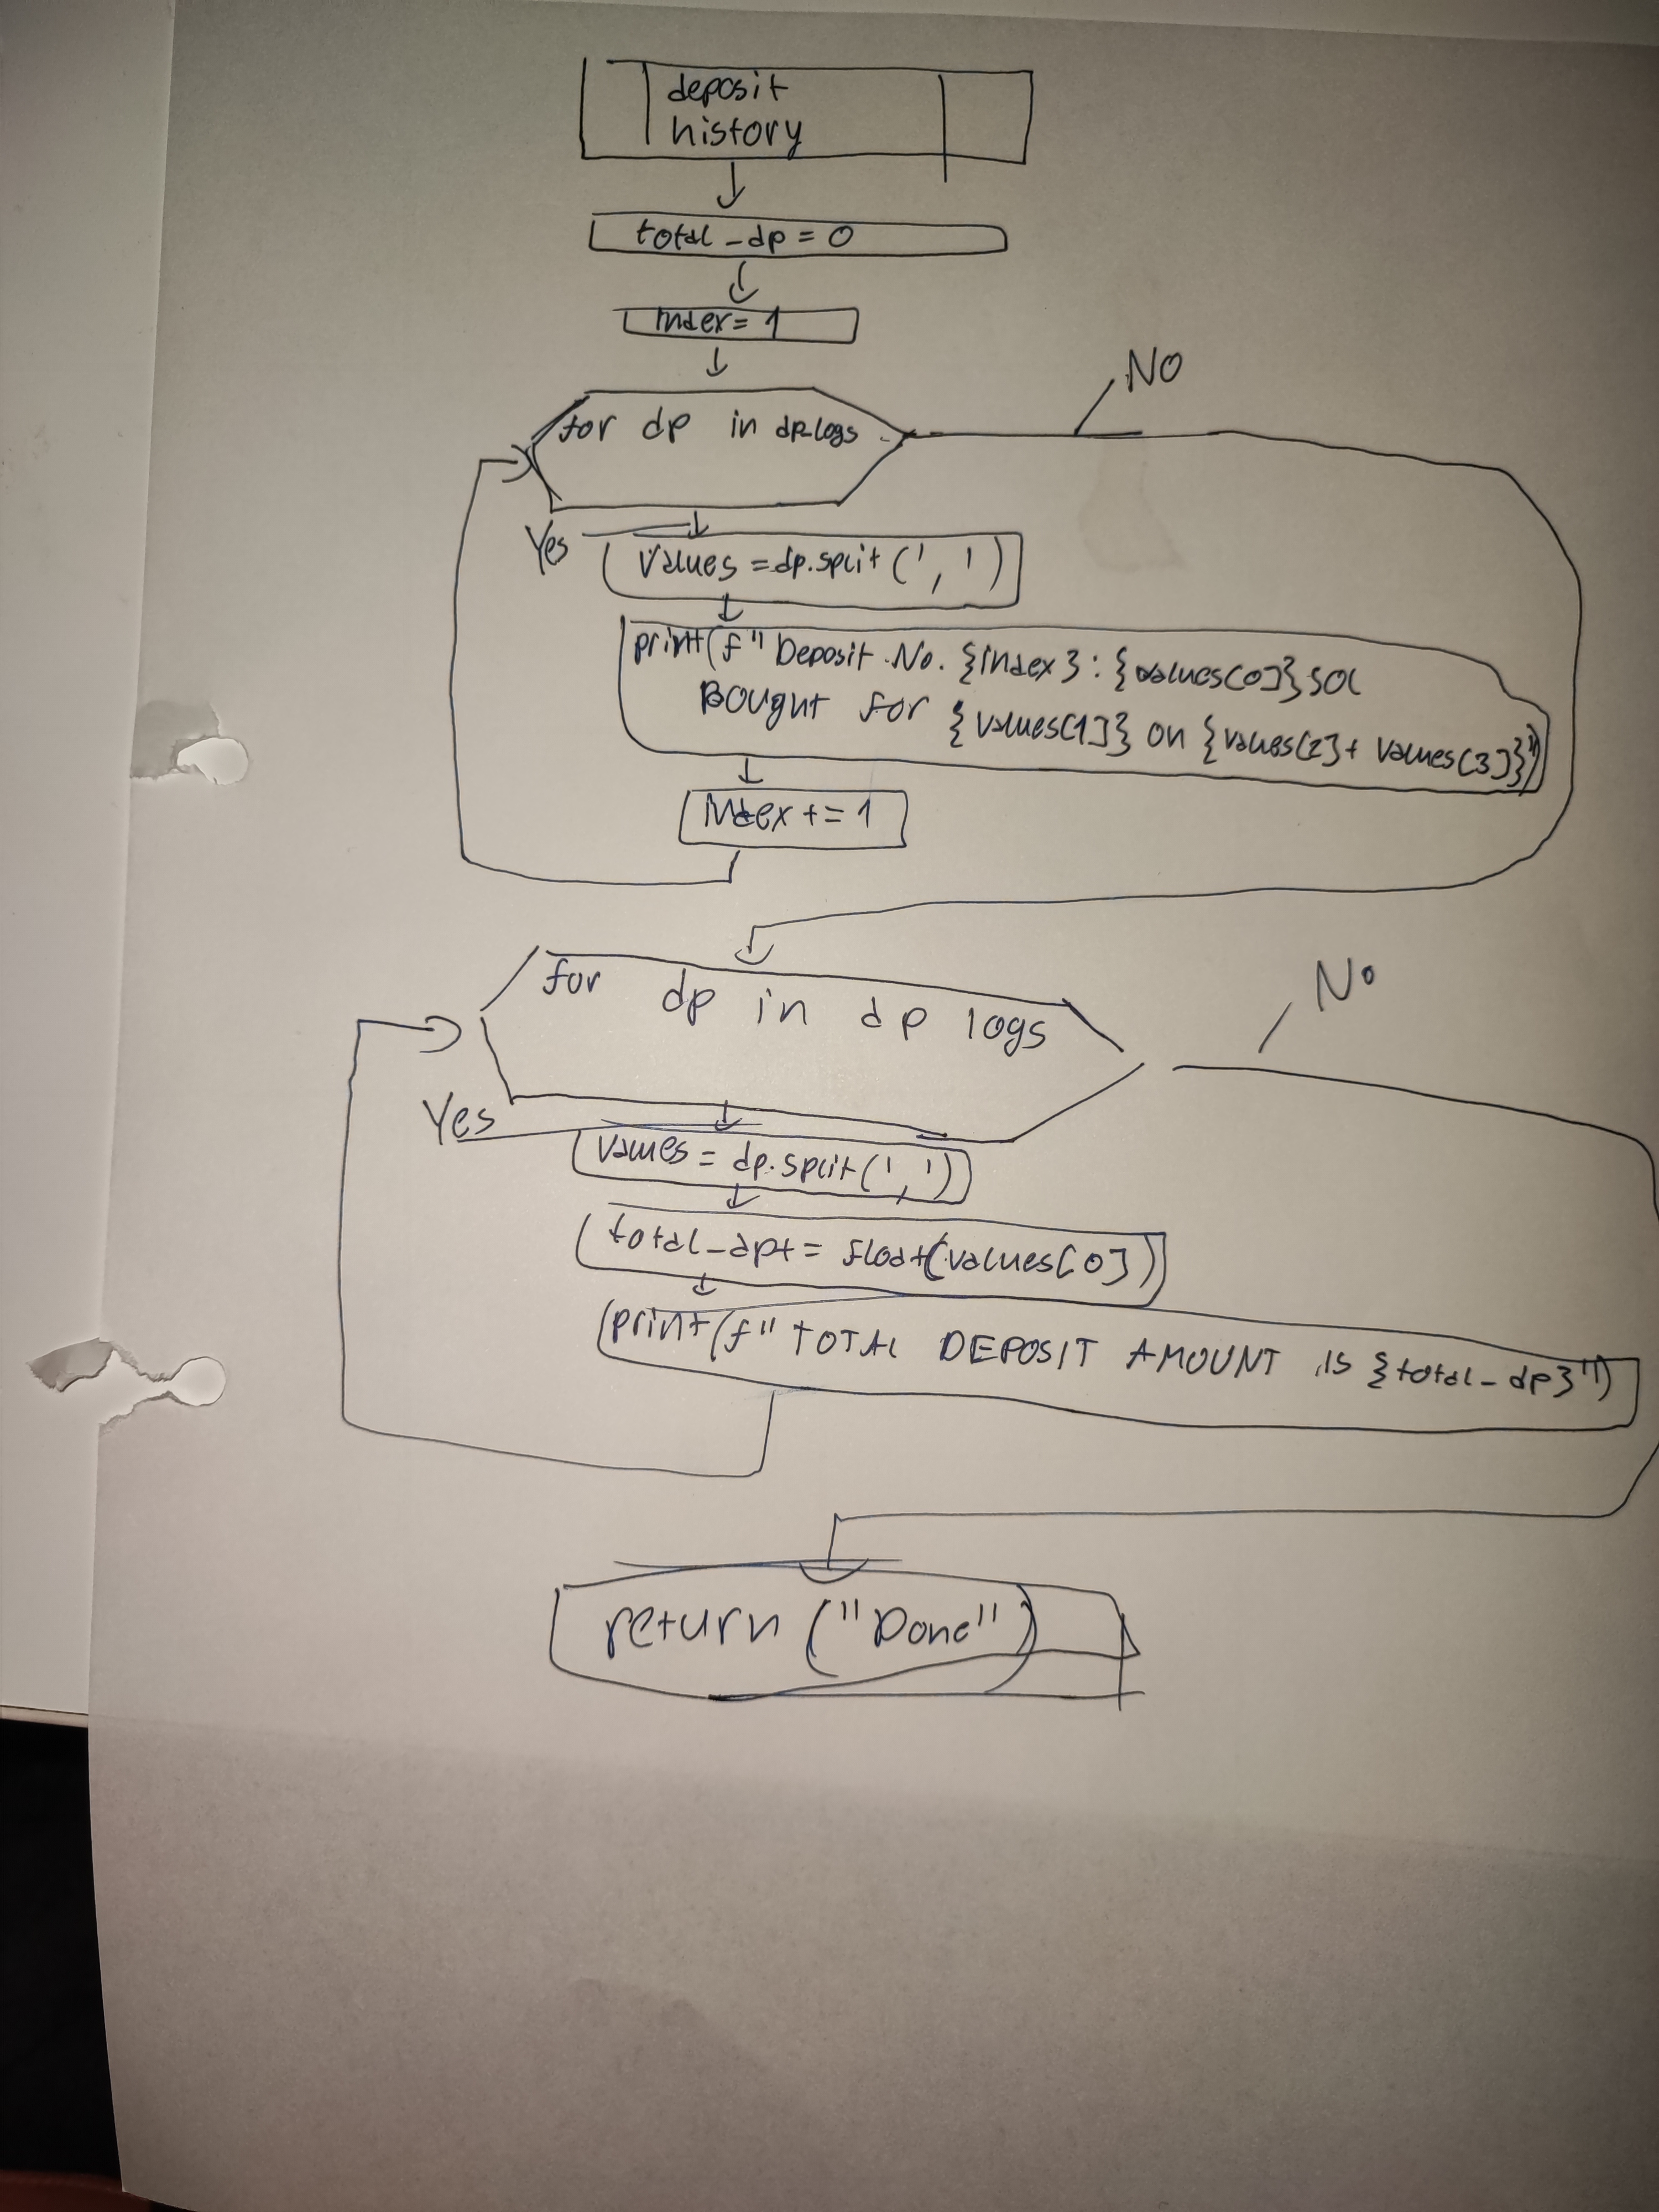 deposit
history
total_dp = 0
Index = 1
for dp in dp_logs
NO
Yes
Values = dp.split(',')
print(f"Deposit No. {index}: {values[0]} SOL
Bought for {values[1]} on {values[2] + values[3]}")
Index += 1
for dp in dp logs
No
Yes
Values = dp.split(',')
total_dp += float(values[0])
print(f"TOTAL DEPOSIT AMOUNT IS {total_dp}")
return ("Done")